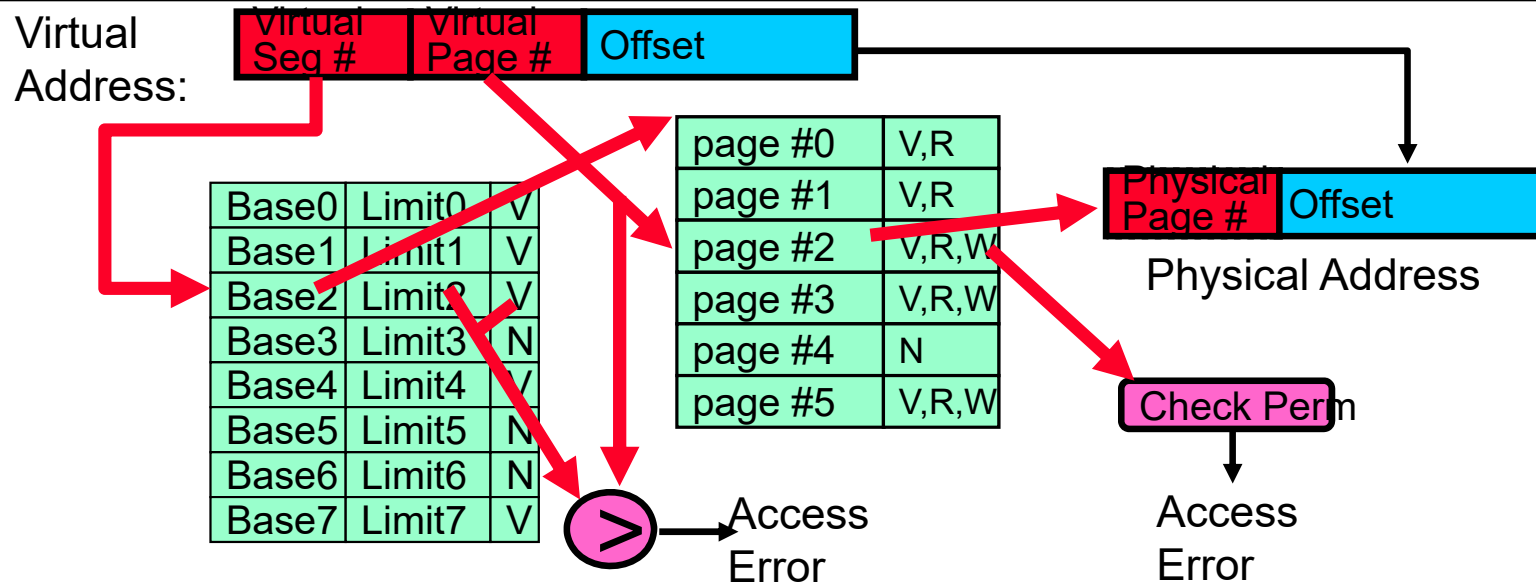 Virtual
Address:
Virtual
Seg #
Virtual
Page #
Offset
page #0 V,R
page #1 V,R
page #2 V,R,W
page #3 V,R,W
page #4 N
page #5 V,R,W
Physical
Page #
Offset
Physical Address
Base0 Limit0 V
Base1 Limit1 V
Base2 Limit2 V
Base3 Limit3 N
Base4 Limit4 V
Base5 Limit5 N
Base6 Limit6 N
Base7 Limit7 V
Check Perm
>
Access
Error
Access
Error